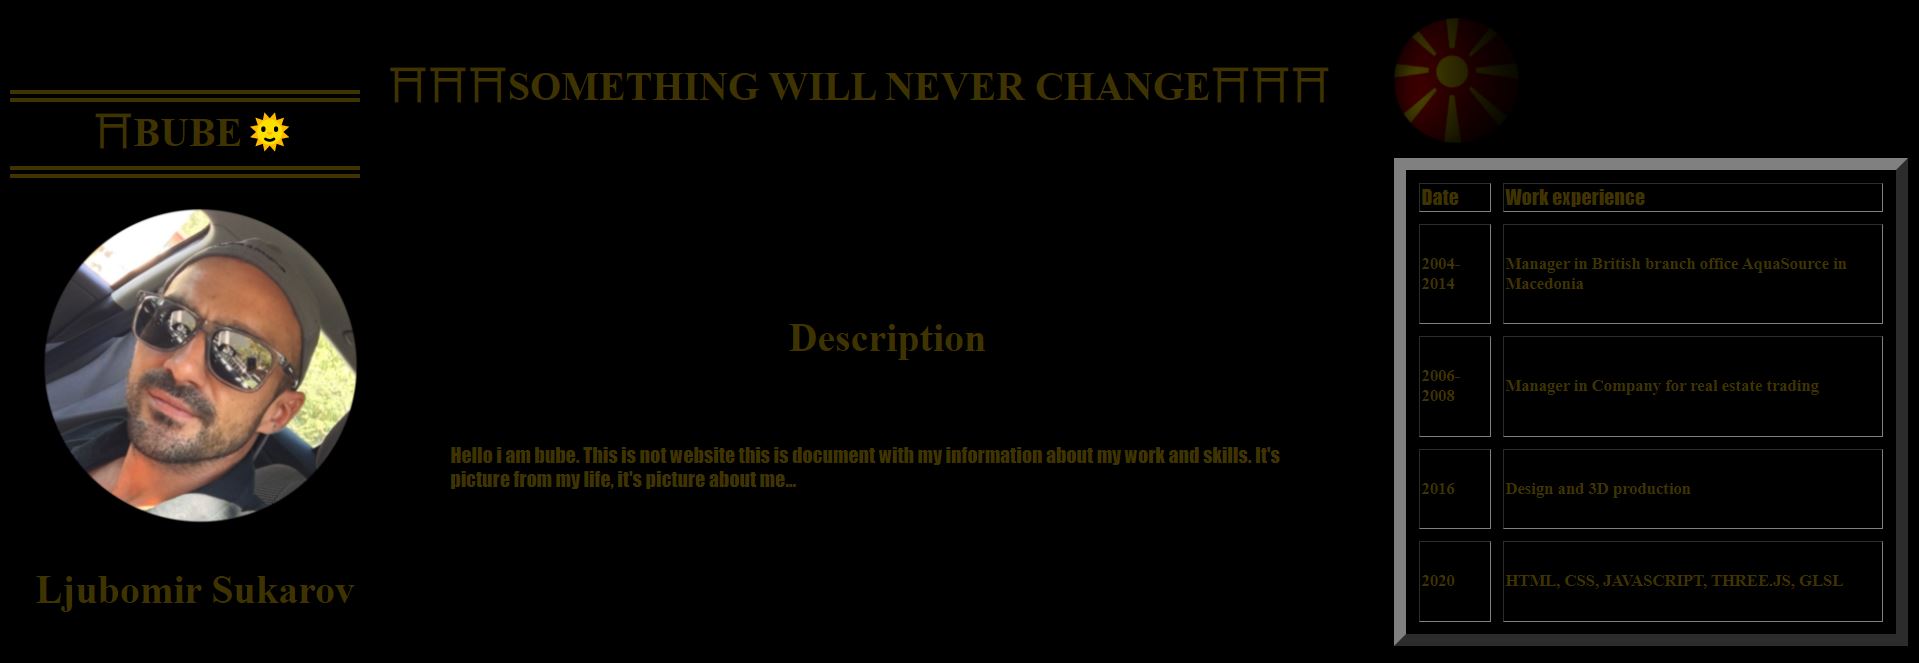 ⛩⛩⛩SOMETHING WILL NEVER CHANGE⛩⛩⛩
⛩BUBE🌞
Ljubomir Sukarov
Description
Hello i am bube. This is not website this is document with my information about my work and skills. It's
picture from my life, it's picture about me...
Date
Work experience
2004-
2014
Manager in British branch office AquaSource in
Macedonia
2006-
2008
Manager in Company for real estate trading
2016
Design and 3D production
2020
HTML, CSS, JAVASCRIPT, THREE.JS, GLSL